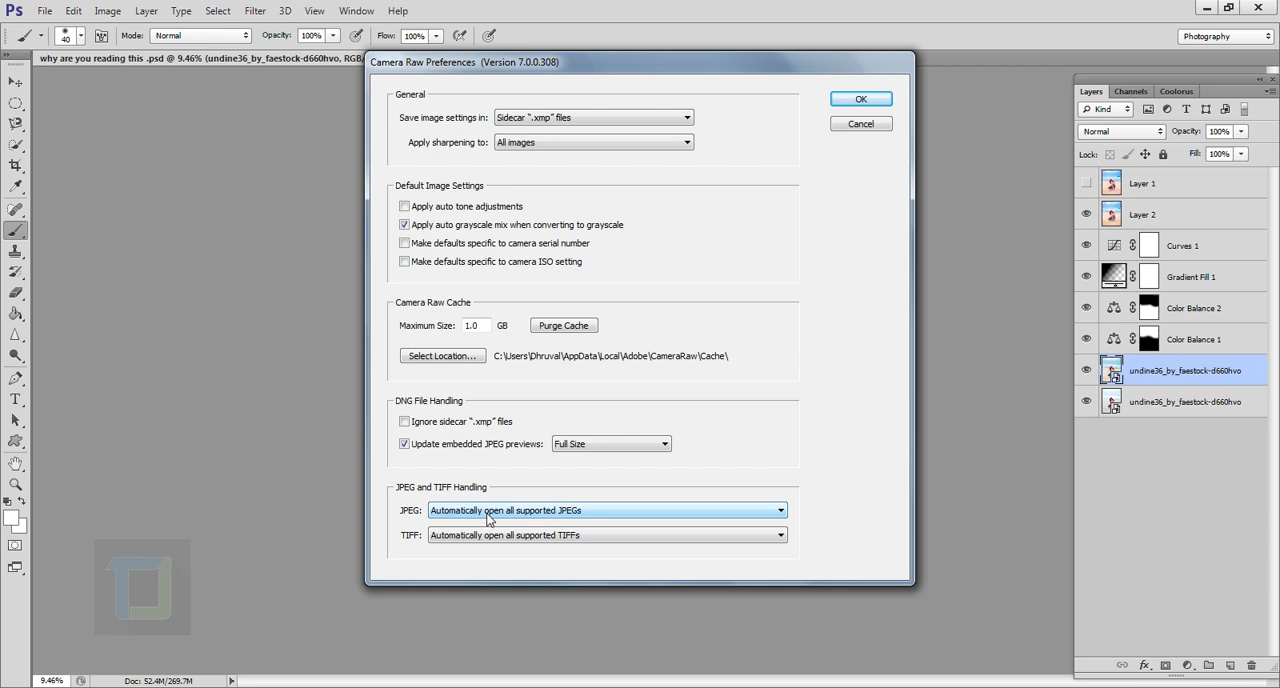 Ps File Edit Image Layer Type Select Filter 3D View Window Help
40 Mode: Normal Opacity: 100% Flow: 100% Photography
why are you reading this .psd @ 9.46% (undine36_by_faestock-d660hvo, RGB/
Camera Raw Preferences (Version 7.0.0.308)
General
Save image settings in: Sidecar ".xmp" files
Apply sharpening to: All images
OK
Cancel
Default Image Settings
Apply auto tone adjustments
Apply auto grayscale mix when converting to grayscale
Make defaults specific to camera serial number
Make defaults specific to camera ISO setting
Camera Raw Cache
Maximum Size: 1.0 GB Purge Cache
Select Location... C:\Users\Dhruval\AppData\Local\Adobe\CameraRaw\Cache\
DNG File Handling
Ignore sidecar ".xmp" files
Update embedded JPEG previews: Full Size
JPEG and TIFF Handling
JPEG: Automatically open all supported JPEGs
TIFF: Automatically open all supported TIFFs
Layers Channels Coolorus
Kind
Normal Opacity: 100%
Lock: Fill: 100%
Layer 1
Layer 2
Curves 1
Gradient Fill 1
Color Balance 2
Color Balance 1
undine36_by_faestock-d660hvo
undine36_by_faestock-d660hvo
TJ
9.46% Doc: 52.4M/269.7M